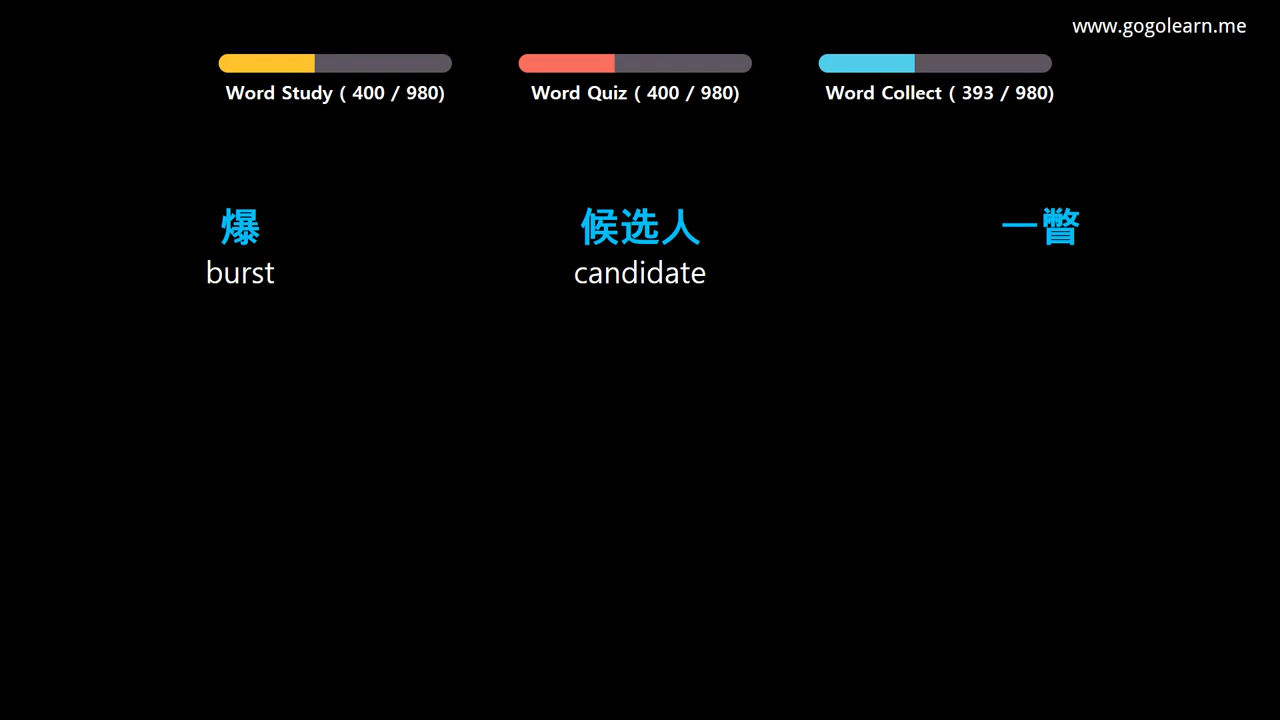 www.gogolearn.me
Word Study ( 400 / 980)
Word Quiz ( 400 / 980)
Word Collect ( 393 / 980)
爆
burst
候选人
candidate
一瞥